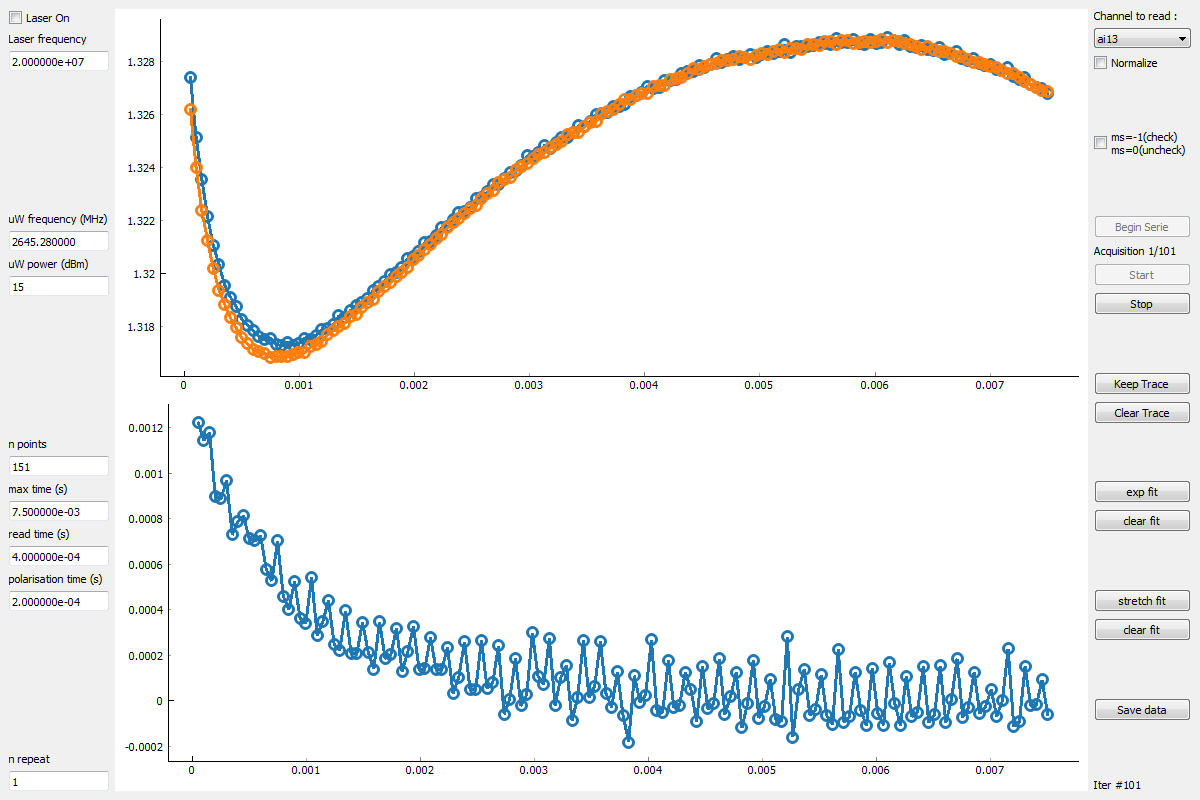 Laser On
Laser frequency
2.000000e+07
uW frequency (MHz)
2645.280000
uW power (dBm)
15
n points
151
max time (s)
7.500000e-03
read time (s)
4.000000e-04
polarisation time (s)
2.000000e-04
n repeat
1
1.328
1.326
1.324
1.322
1.32
1.318
0
0.001
0.002
0.003
0.004
0.005
0.006
0.007
0.0012
0.001
0.0008
0.0006
0.0004
0.0002
0
-0.0002
0
0.001
0.002
0.003
0.004
0.005
0.006
0.007
Channel to read :
ai13
Normalize
ms=-1(check)
ms=0(uncheck)
Begin Serie
Acquisition 1/101
Start
Stop
Keep Trace
Clear Trace
exp fit
clear fit
stretch fit
clear fit
Save data
Iter #101